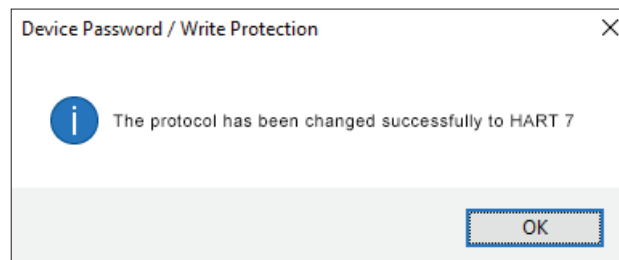 Device Password / Write Protection
The protocol has been changed successfully to HART 7
OK